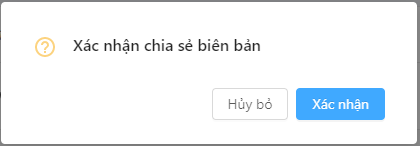 Xác nhận chia sẻ biên bản
Hủy bỏ
Xác nhận